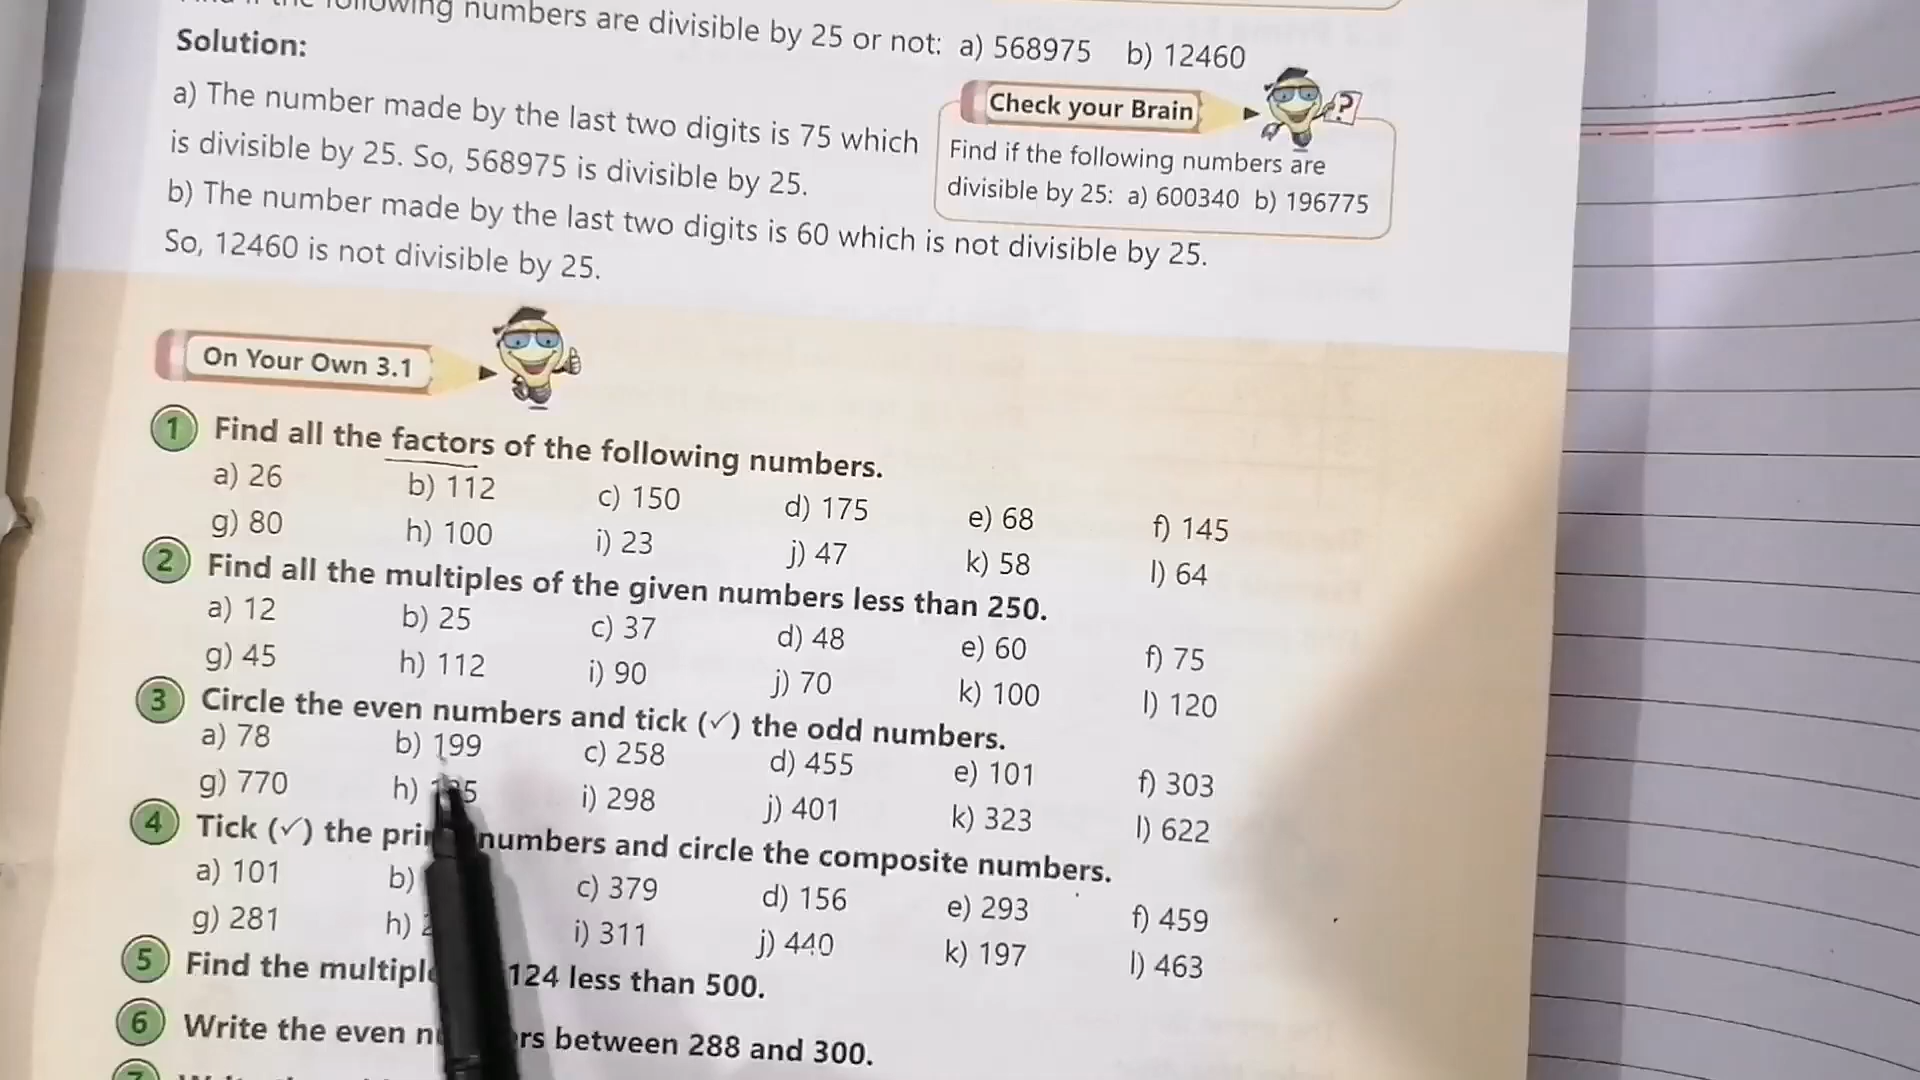 following numbers are divisible by 25 or not: a) 568975 b) 12460
Solution:
a) The number made by the last two digits is 75 which
is divisible by 25. So, 568975 is divisible by 25.
b) The number made by the last two digits is 60 which is not divisible by 25.
So, 12460 is not divisible by 25.
Check your Brain
?
Find if the following numbers are
divisible by 25: a) 600340 b) 196775
On Your Own 3.1
1 Find all the factors of the following numbers.
a) 26 b) 112 c) 150 d) 175 e) 68 f) 145
g) 80 h) 100 i) 23 j) 47 k) 58 l) 64
2 Find all the multiples of the given numbers less than 250.
a) 12 b) 25 c) 37 d) 48 e) 60 f) 75
g) 45 h) 112 i) 90 j) 70 k) 100 l) 120
3 Circle the even numbers and tick (✓) the odd numbers.
a) 78 b) 199 c) 258 d) 455 e) 101 f) 303
g) 770 h) i) 298 j) 401 k) 323 l) 622
4 Tick (✓) the numbers and circle the composite numbers.
a) 101 b) c) 379 d) 156 e) 293 f) 459
g) 281 h) i) 311 j) 440 k) 197 l) 463
5 Find the 124 less than 500.
6 Write the even between 288 and 300.
7